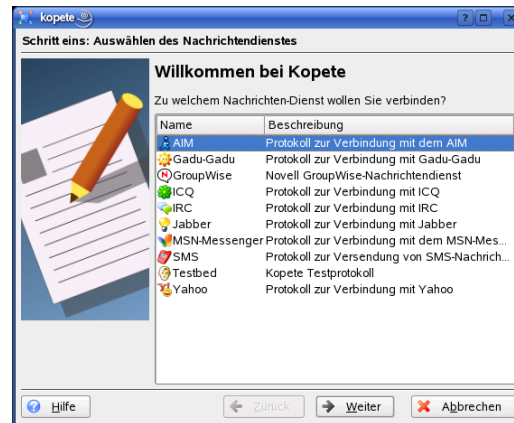 kopete
Schritt eins: Auswählen des Nachrichtendienstes
Willkommen bei Kopete
Zu welchem Nachrichten-Dienst wollen Sie verbinden?
Name Beschreibung
AIM Protokoll zur Verbindung mit dem AIM
Gadu-Gadu Protokoll zur Verbindung mit Gadu-Gadu
GroupWise Novell GroupWise-Nachrichtendienst
ICQ Protokoll zur Verbindung mit ICQ
IRC Protokoll zur Verbindung mit IRC
Jabber Protokoll zur Verbindung mit Jabber
MSN-Messenger Protokoll zur Verbindung mit dem MSN-Mes...
SMS Protokoll zur Versendung von SMS-Nachrich...
Testbed Kopete Testprotokoll
Yahoo Protokoll zur Verbindung mit Yahoo
Hilfe Zurück Weiter Abbrechen